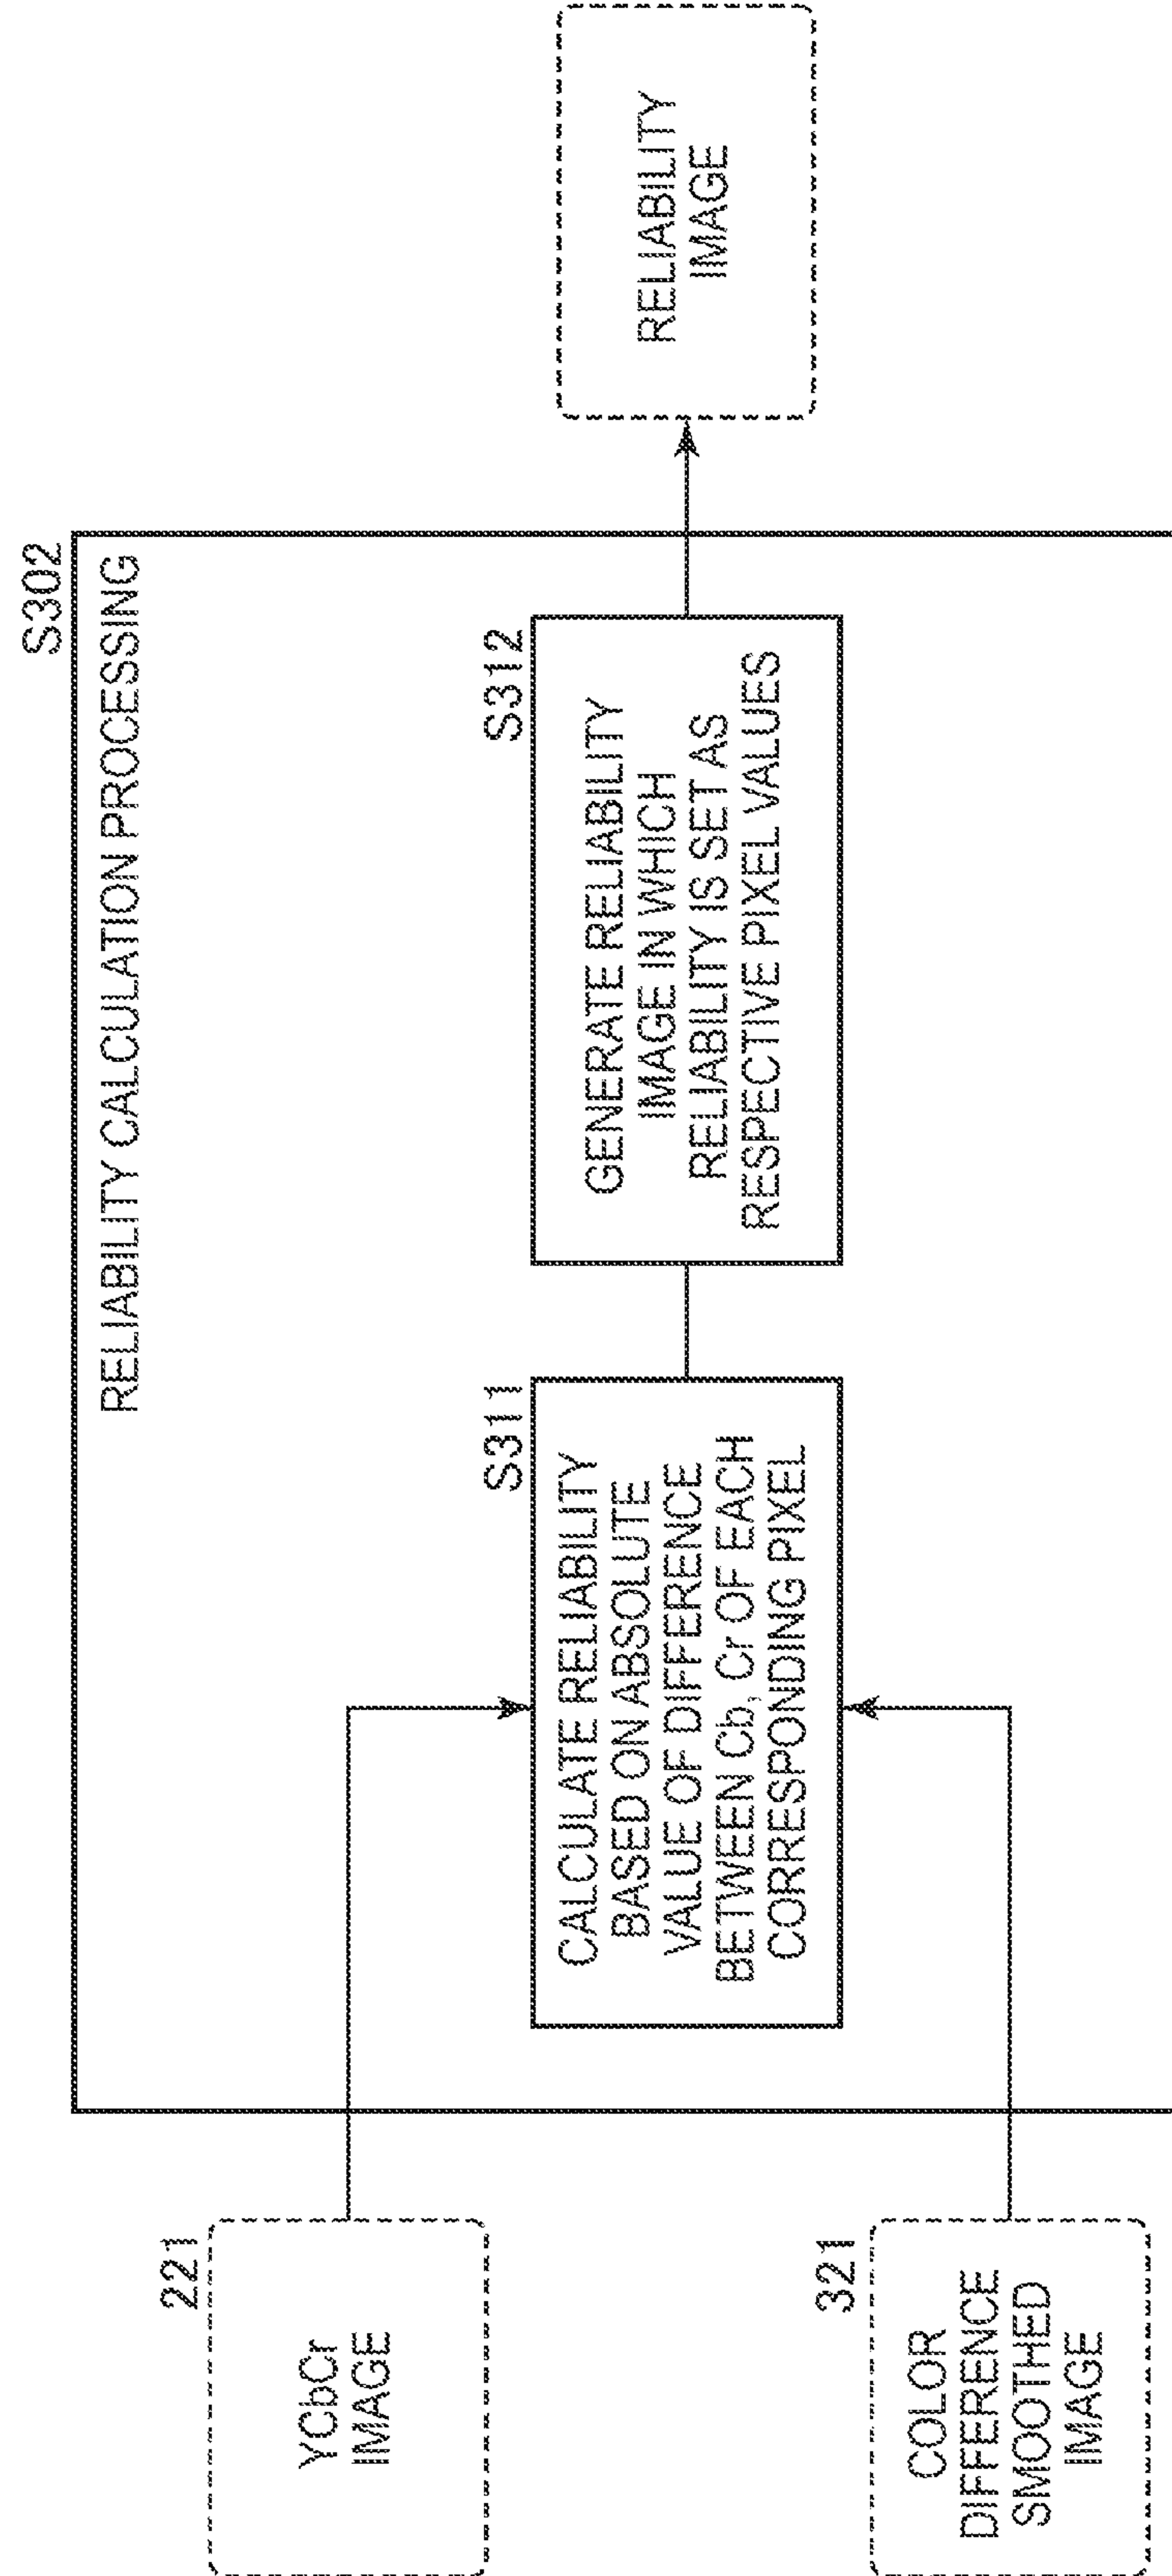 S302
RELIABILITY CALCULATION PROCESSING
221
YCbCr
IMAGE
321
COLOR
DIFFERENCE
SMOOTHED
IMAGE
S311
CALCULATE RELIABILITY
BASED ON ABSOLUTE
VALUE OF DIFFERENCE
BETWEEN Cb, Cr OF EACH
CORRESPONDING PIXEL
S312
GENERATE RELIABILITY
IMAGE IN WHICH
RELIABILITY IS SET AS
RESPECTIVE PIXEL VALUES
RELIABILITY
IMAGE